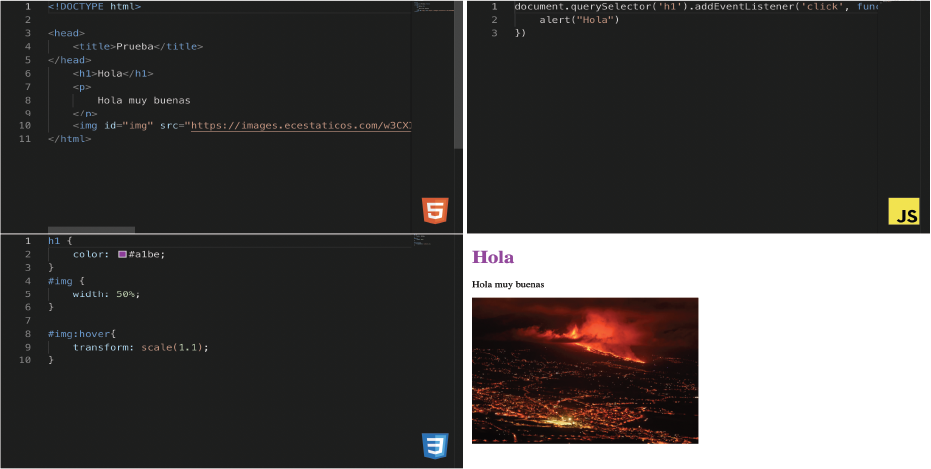 1 <!DOCTYPE html>
2
3 <head>
4 <title>Prueba</title>
5 </head>
6 <h1>Hola</h1>
7 <p>
8 Hola muy buenas
9 </p>
10 <img id="img" src="https://images.ecestaticos.com/
11 </html>
5
1 document.querySelector('h1').addEventListener('click', func
2 alert("Hola")
3 })
JS
1 h1 {
2 color: #a1be;
3 }
4 #img {
5 width: 50%;
6 }
7
8 #img:hover{
9 transform: scale(1.1);
10 }
3
Hola
Hola muy buenas